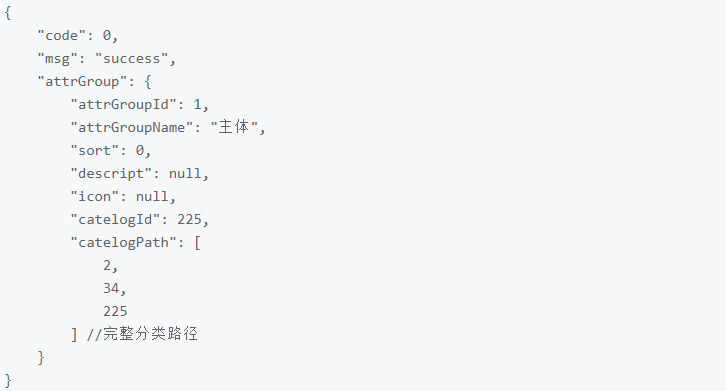 {
    "code": 0,
    "msg": "success",
    "attrGroup": {
        "attrGroupId": 1,
        "attrGroupName": "主体",
        "sort": 0,
        "descript": null,
        "icon": null,
        "catelogId": 225,
        "catelogPath": [
            2,
            34,
            225
        ] //完整分类路径
    }
}